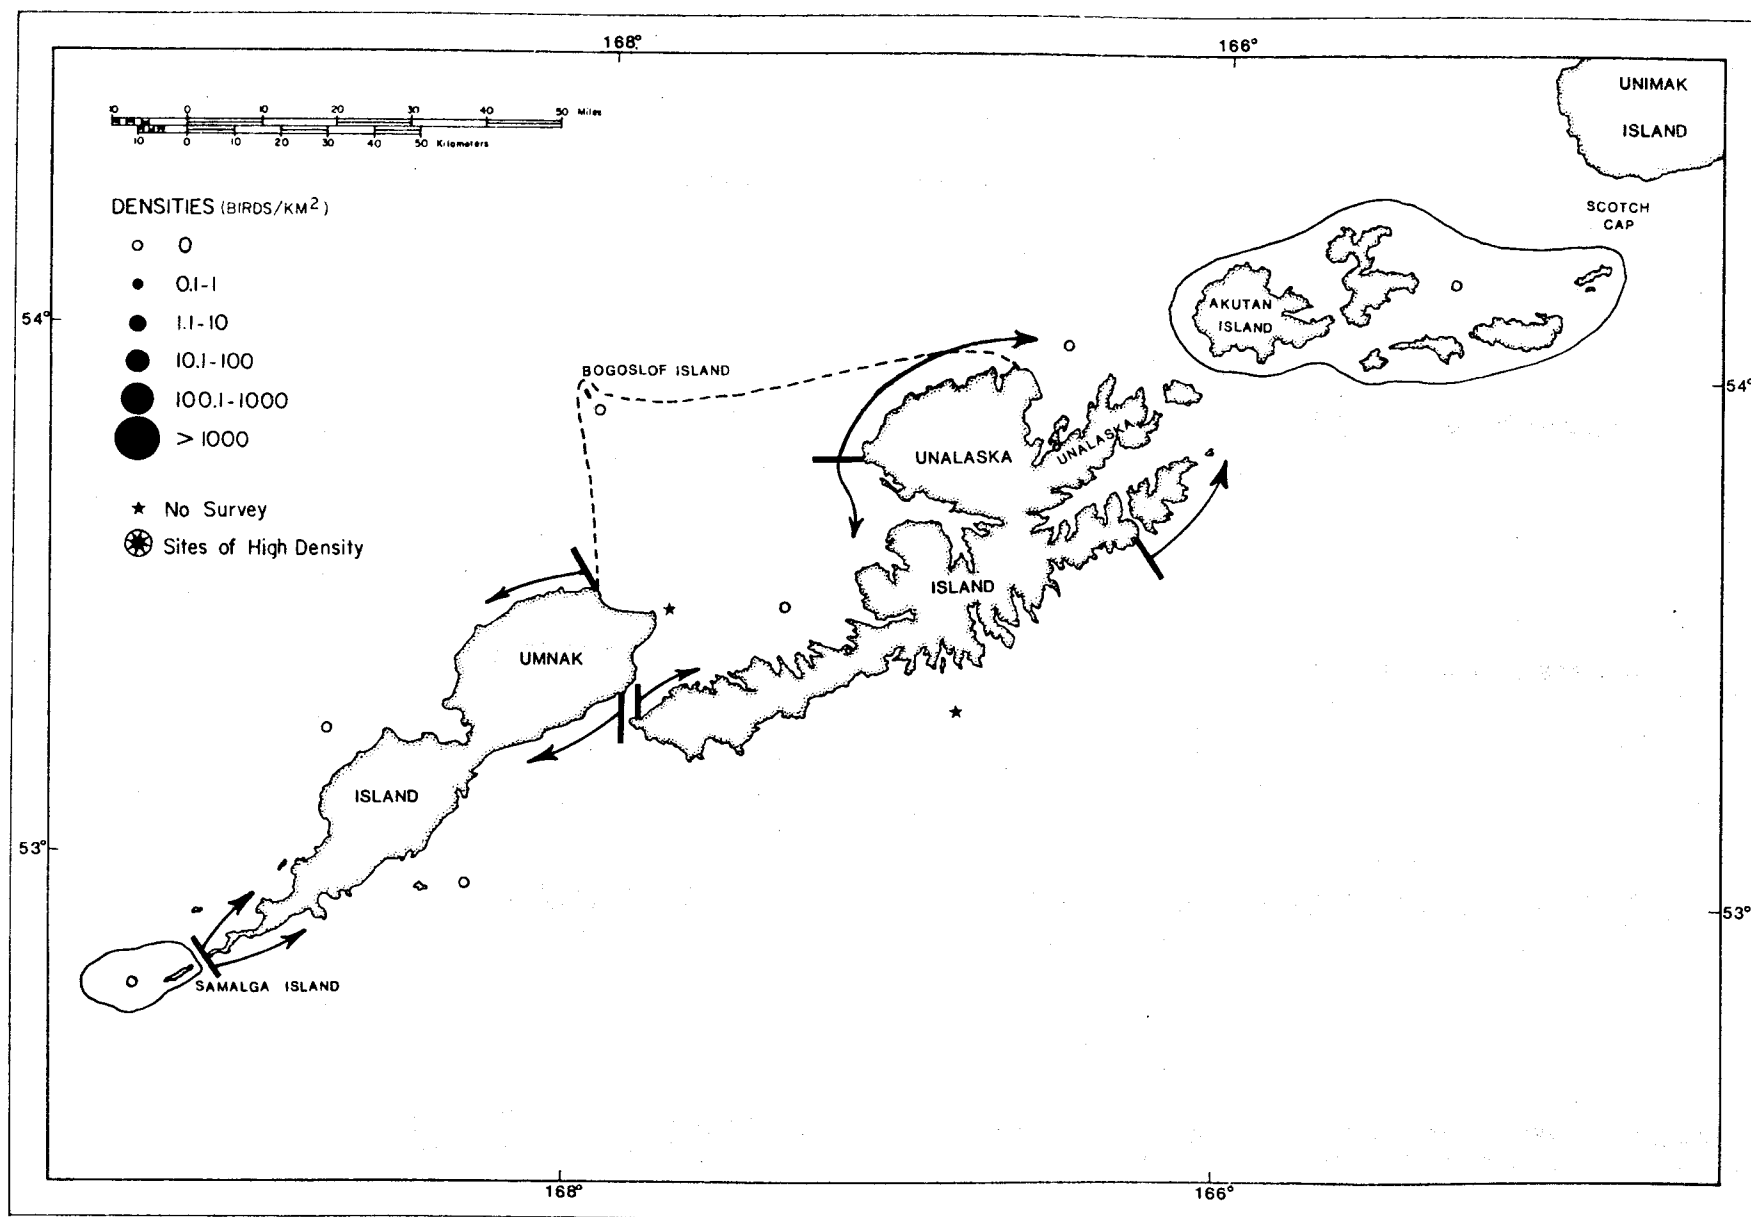 168°
166°
10 0 10 20 30 40 50 Miles
10 0 10 20 30 40 50 Kilometers
UNIMAK
ISLAND
DENSITIES (BIRDS/KM2)
0
0.1-1
1.1-10
10.1-100
100.1-1000
> 1000
No Survey
Sites of High Density
SCOTCH
CAP
AKUTAN
ISLAND
54°
54°
BOGOSLOF ISLAND
UNALASKA
UNALASKA
ISLAND
UMNAK
ISLAND
53°
53°
SAMALGA ISLAND
168°
166°